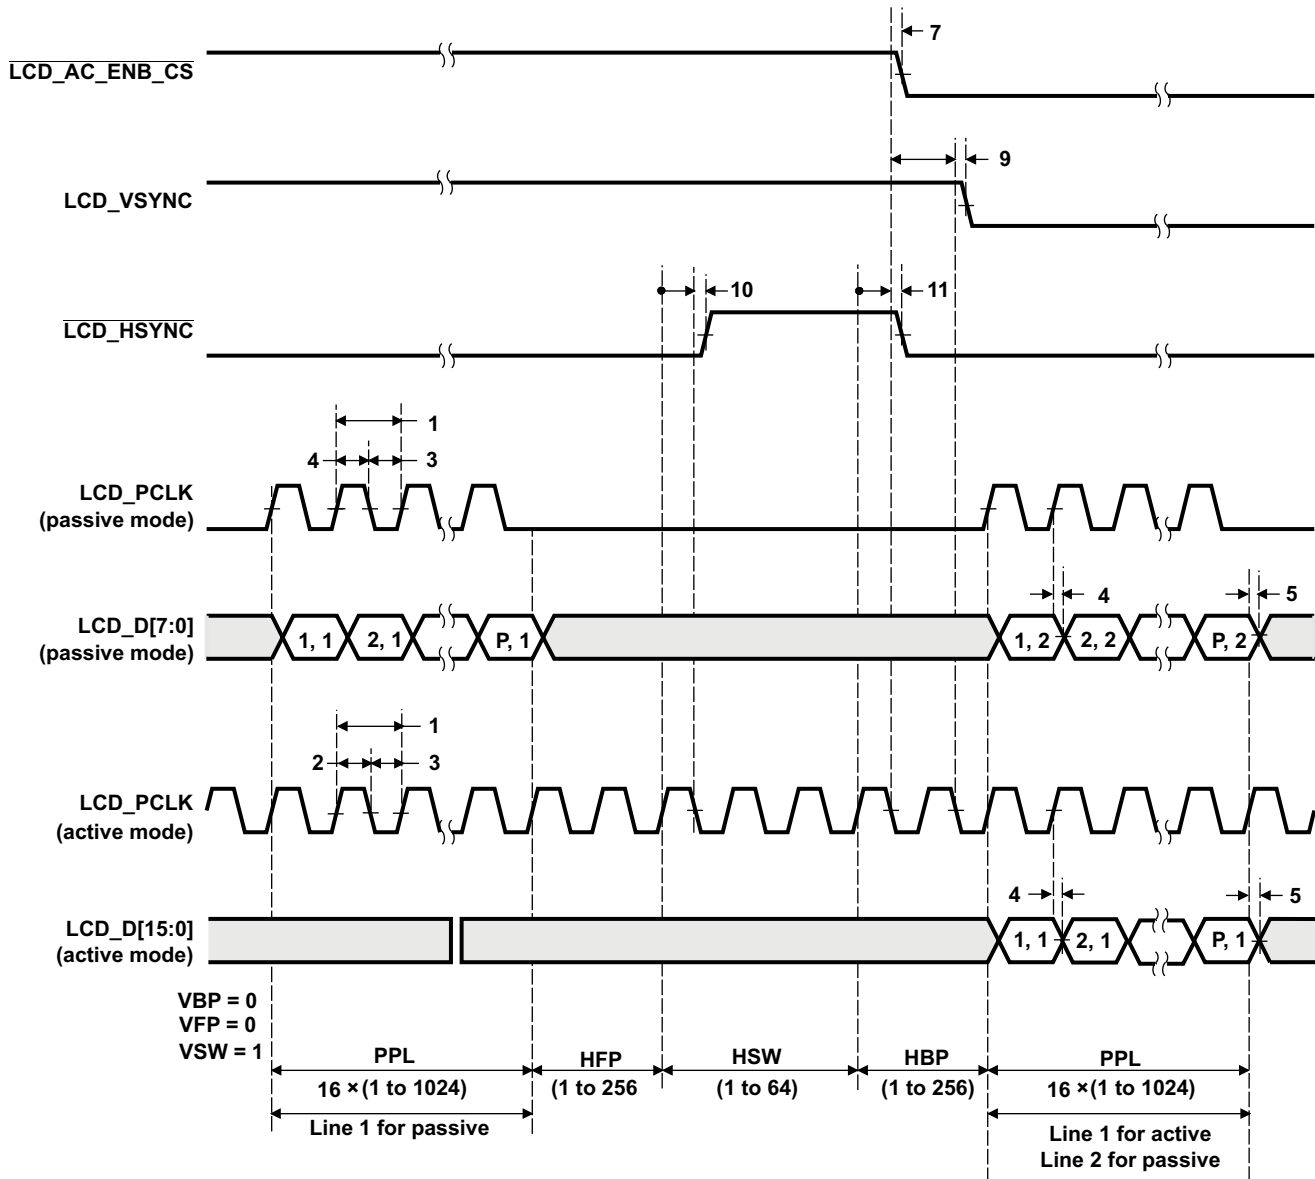 7
LCD_AC_ENB_CS
9
LCD_VSYNC
10
11
LCD_HSYNC
1
4
3
LCD_PCLK
(passive mode)
4
5
LCD_D[7:0]
(passive mode)
1, 1
2, 1
P, 1
1, 2
2, 2
P, 2
1
2
3
LCD_PCLK
(active mode)
4
5
LCD_D[15:0]
(active mode)
1, 1
2, 1
P, 1
VBP = 0
VFP = 0
VSW = 1
PPL
HFP
HSW
HBP
PPL
16 × (1 to 1024)
(1 to 256
(1 to 64)
(1 to 256)
16 × (1 to 1024)
Line 1 for passive
Line 1 for active
Line 2 for passive